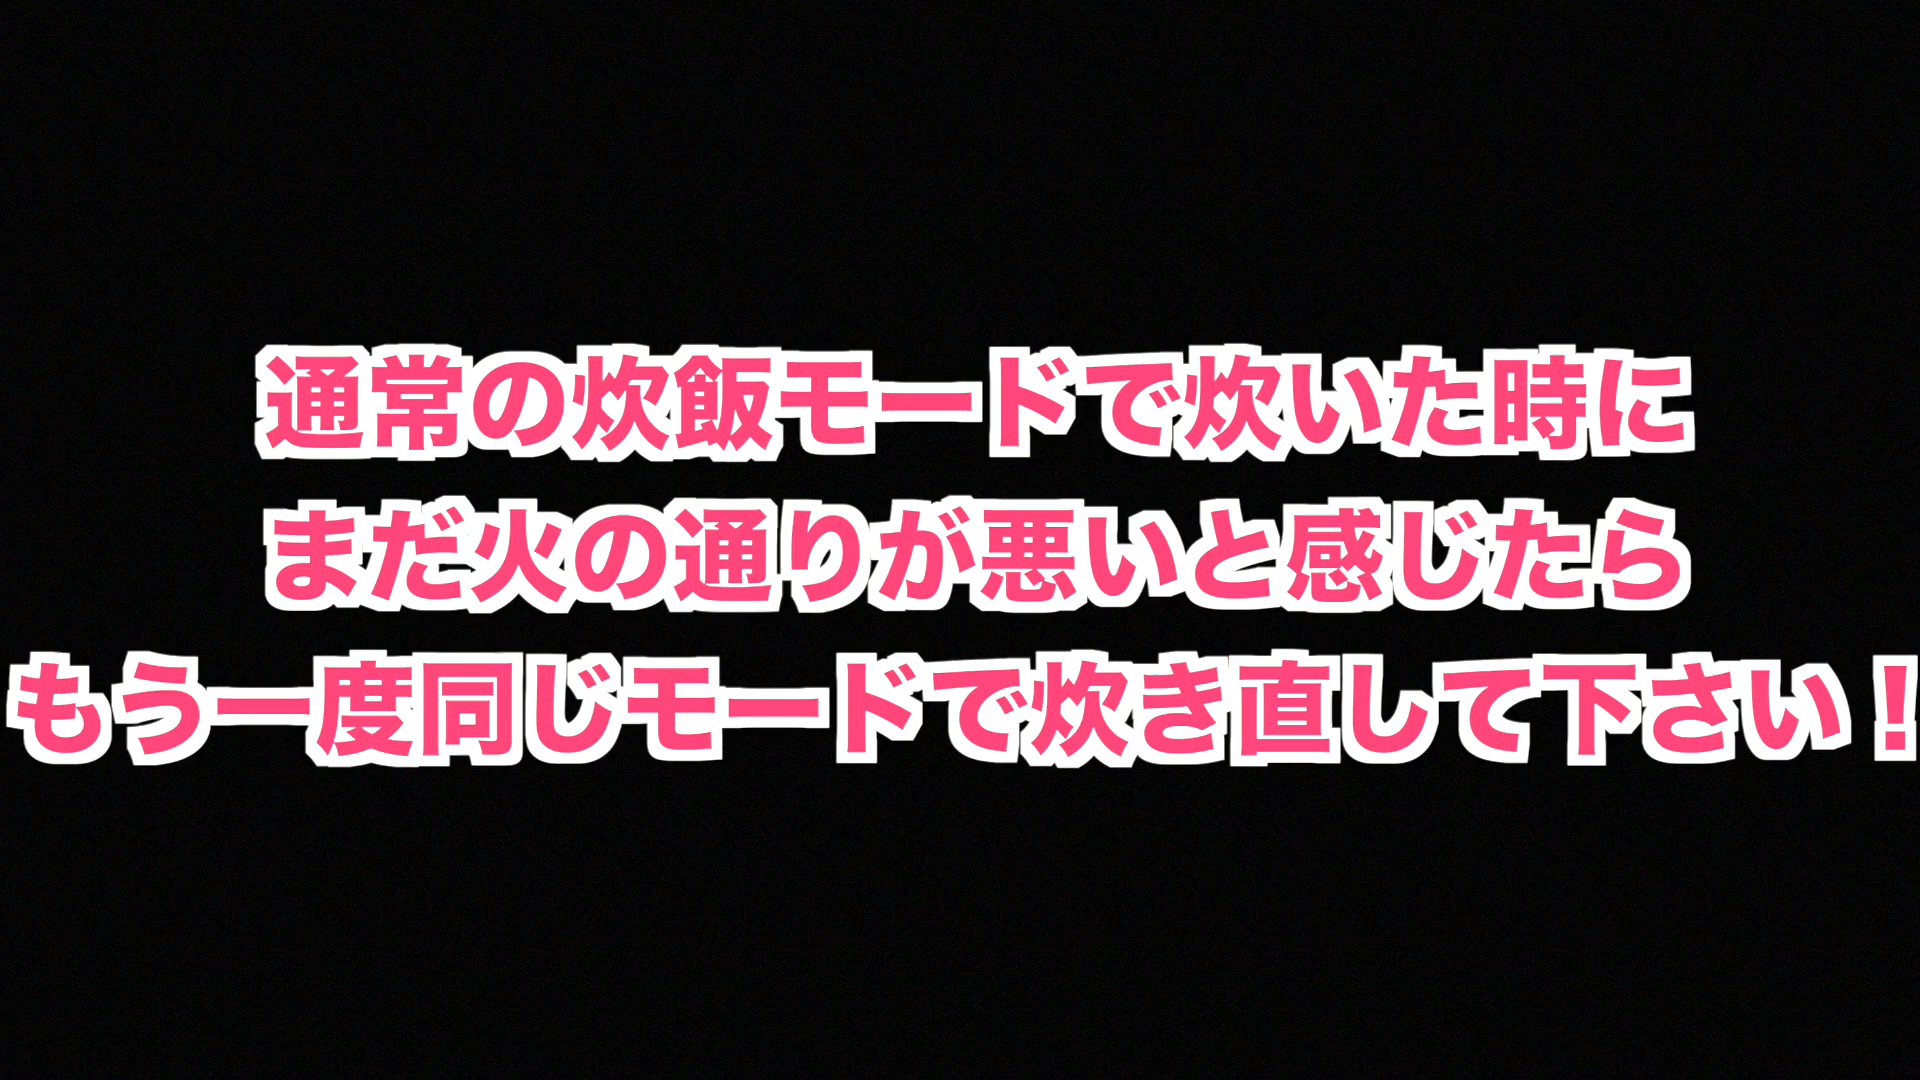 通常の炊飯モードで炊いた時に
まだ火の通りが悪いと感じたら
もう一度同じモードで炊き直して下さい！